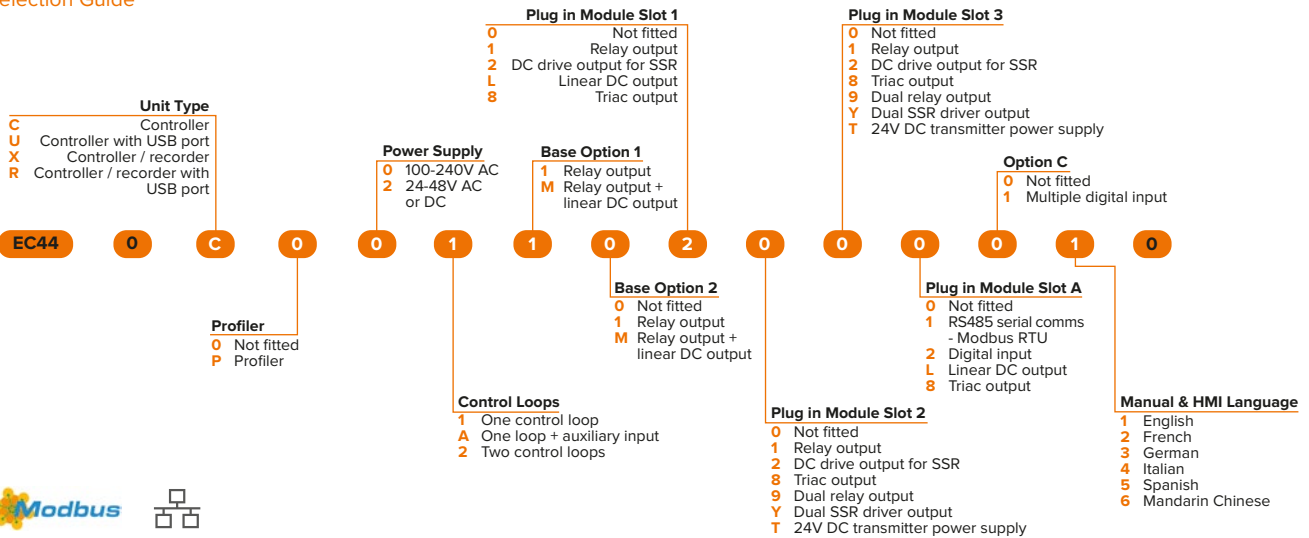 election Guide
Plug in Module Slot 1
0 Not fitted
1 Relay output
2 DC drive output for SSR
L Linear DC output
8 Triac output
Plug in Module Slot 3
0 Not fitted
1 Relay output
2 DC drive output for SSR
8 Triac output
9 Dual relay output
Y Dual SSR driver output
T 24V DC transmitter power supply
Unit Type
C Controller
U Controller with USB port
X Controller / recorder
R Controller / recorder with
USB port
Power Supply
0 100-240V AC
2 24-48V AC
or DC
Base Option 1
1 Relay output
M Relay output +
linear DC output
Option C
0 Not fitted
1 Multiple digital input
EC44 0 C 0 0 1 1 0 2 0 0 0 0 1 0
Profiler
0 Not fitted
P Profiler
Control Loops
1 One control loop
A One loop + auxiliary input
2 Two control loops
Base Option 2
0 Not fitted
1 Relay output
M Relay output +
linear DC output
Plug in Module Slot 2
0 Not fitted
1 Relay output
2 DC drive output for SSR
8 Triac output
9 Dual relay output
Y Dual SSR driver output
T 24V DC transmitter power supply
Plug in Module Slot A
0 Not fitted
1 RS485 serial comms
- Modbus RTU
2 Digital input
L Linear DC output
8 Triac output
Manual & HMI Language
1 English
2 French
3 German
4 Italian
5 Spanish
6 Mandarin Chinese
Modbus